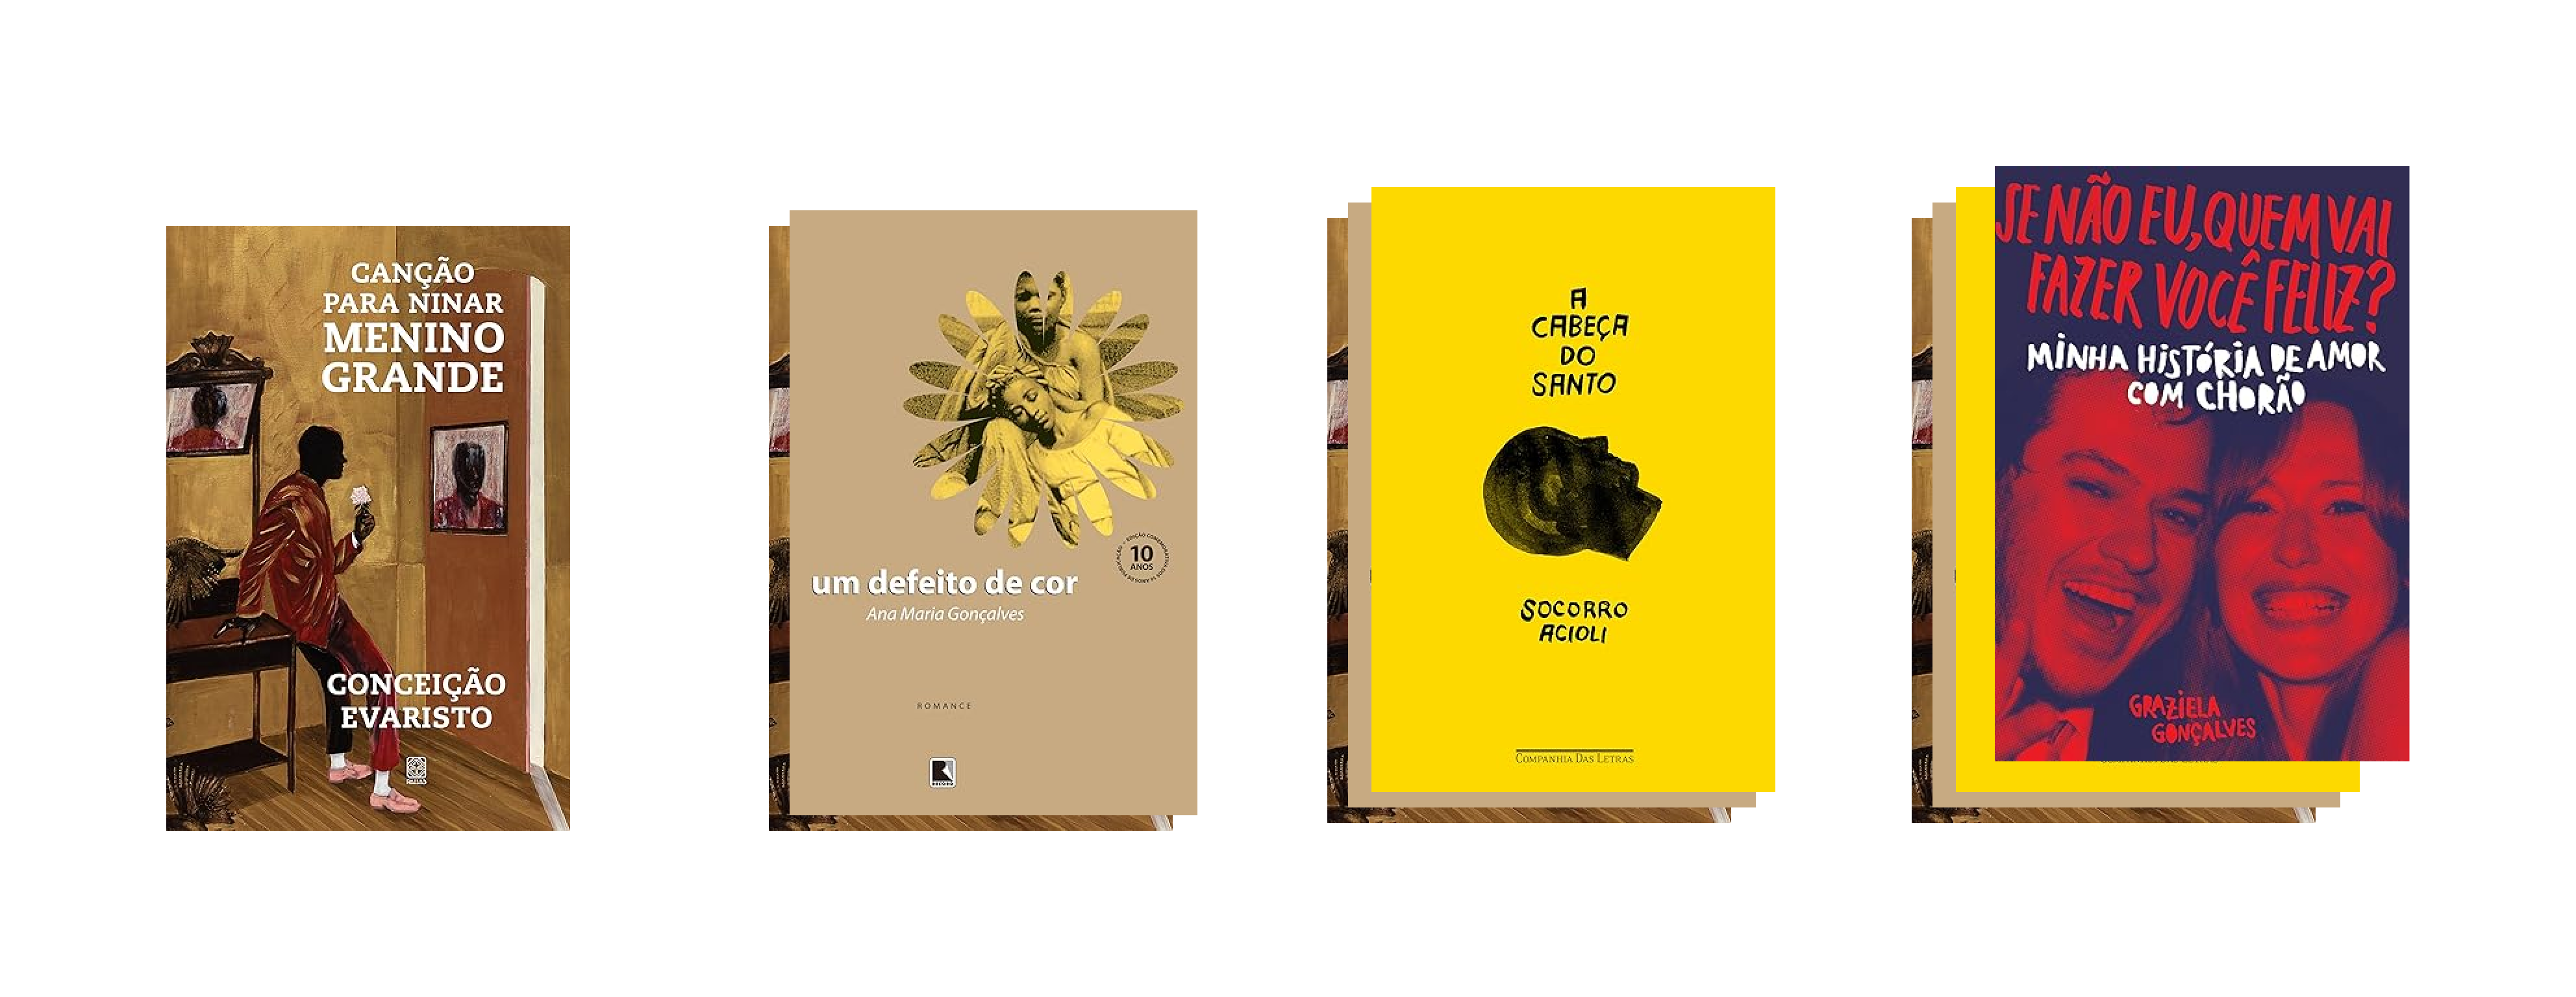 CANÇÃO
PARA NINAR
MENINO
GRANDE
CONCEIÇÃO
EVARISTO
PALLAS
10
ANOS
um defeito de cor
Ana Maria Gonçalves
ROMANCE
RECORD
A
CABEÇA
DO
SANTO
SOCORRO
ACIOLI
COMPANHIA DAS LETRAS
SE NÃO EU, QUEM VAI
FAZER VOCÊ FELIZ?
MINHA HISTÓRIA DE AMOR
COM CHORÃO
GRAZIELA
GONÇALVES